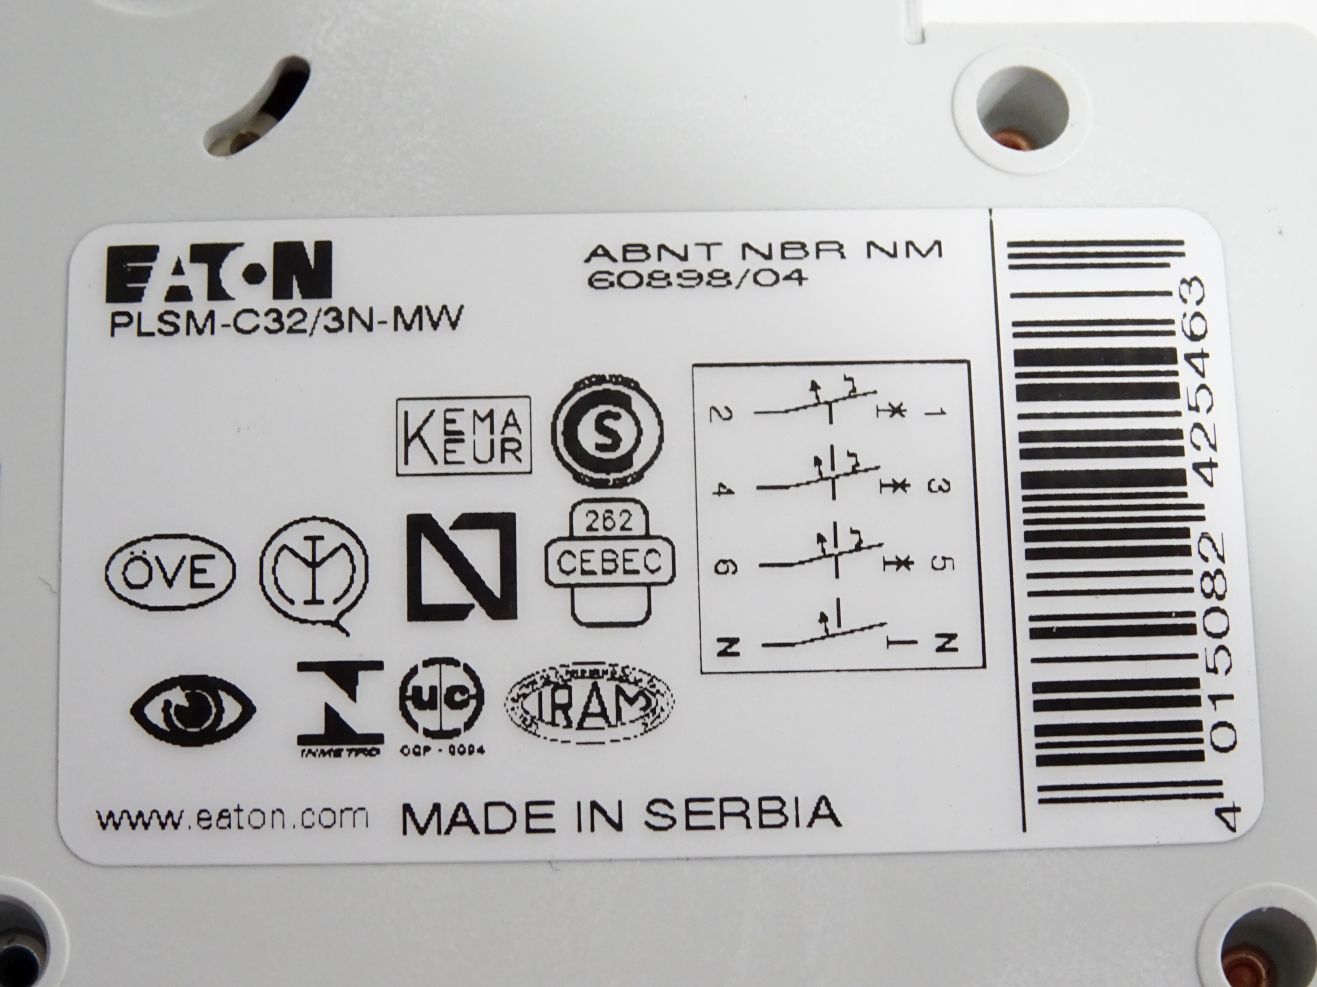 EATON
PLSM-C32/3N-MW
ABNT NBR NM
60898/04
KEMA
KEUR
S
262
CEBEC
ÖVE
N
INMETRO
UC
OCP - 0004
IRAM
2 1
4 3
6 5
N N
www.eaton.com MADE IN SERBIA
4 015082 425463